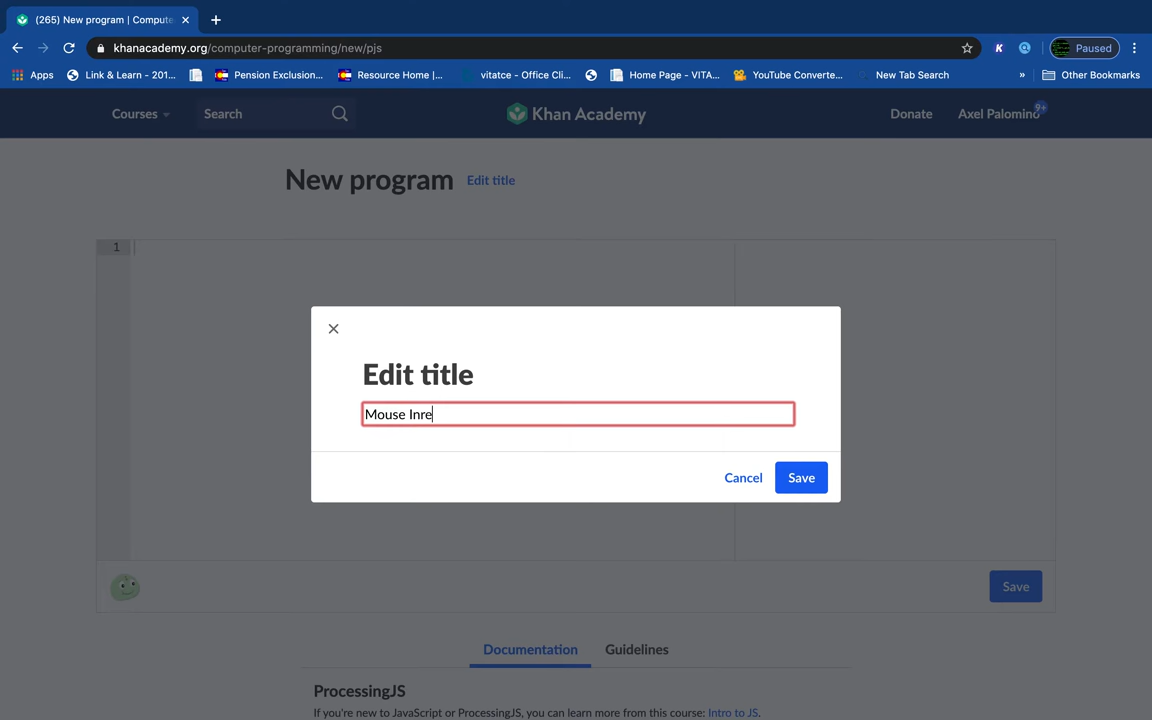 (265) New program | Compute
khanacademy.org/computer-programming/new/pjs
K
Paused
Apps
Link & Learn - 201...
Pension Exclusion...
Resource Home |...
vitatce - Office Cli...
Home Page - VITA...
YouTube Converte...
New Tab Search
»
Other Bookmarks
Courses
Search
Khan Academy
Donate
Axel Palomino
9+
New program
Edit title
1
Edit title
Mouse Inre
Cancel
Save
Save
Documentation
Guidelines
ProcessingJS
If you're new to JavaScript or ProcessingJS, you can learn more from this course: Intro to JS.